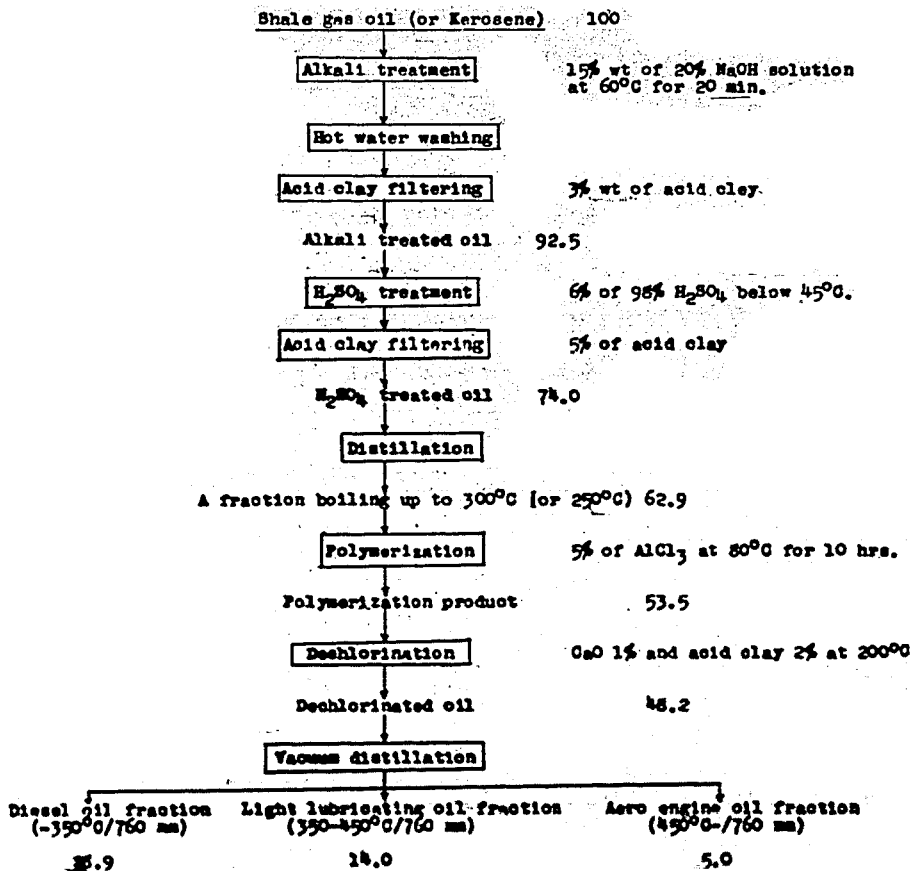 Shale gas oil (or Kerosene) 100
Alkali treatment 15% wt of 20% NaOH solution
at 60°C for 20 min.
Hot water washing
Acid clay filtering 3% wt of acid clay
Alkali treated oil 92.5
H2SO4 treatment 6% of 98% H2SO4 below 45°C.
Acid clay filtering 5% of acid clay
H2SO4 treated oil 74.0
Distillation
A fraction boiling up to 300°C [or 250°C) 62.9
Polymerization 5% of AlCl3 at 80°C for 10 hrs.
Polymerization product 53.5
Dechlorination CaO 1% and acid clay 2% at 200°C
Dechlorinated oil 48.2
Vacuum distillation
Diesel oil fraction Light lubricating oil fraction Aero engine oil fraction
(-350°C/760 mm) (350-450°C/760 mm) (450°C-/760 mm)
14.0 5.0